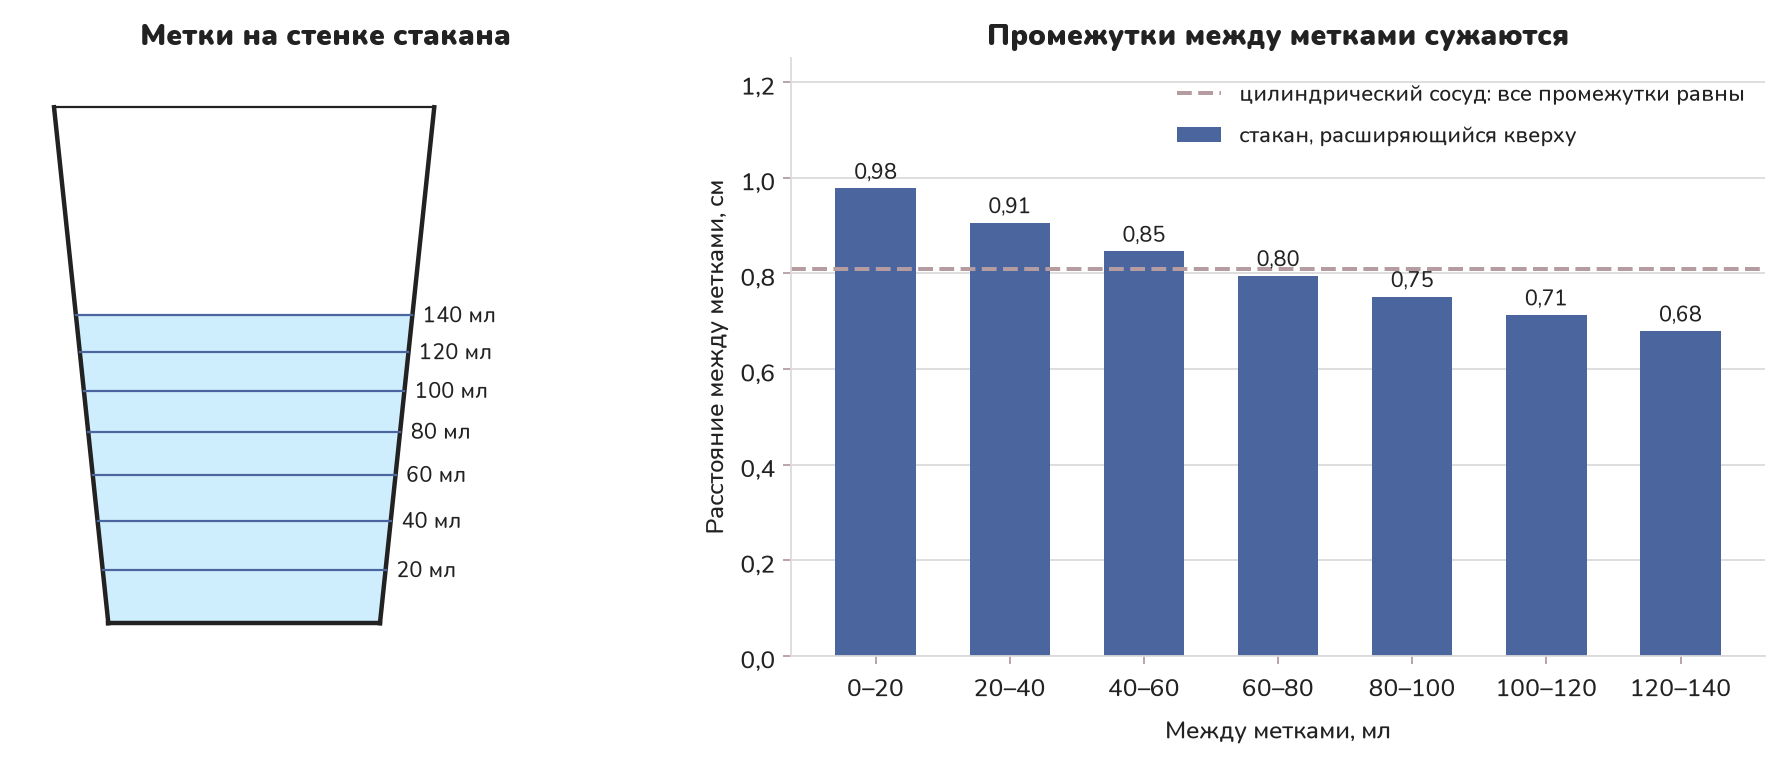 Метки на стенке стакана
140 мл
120 мл
100 мл
80 мл
60 мл
40 мл
20 мл
Промежутки между метками сужаются
цилиндрический сосуд: все промежутки равны
стакан, расширяющийся кверху
Расстояние между метками, см
1,2
1,0
0,8
0,6
0,4
0,2
0,0
0,98
0,91
0,85
0,80
0,75
0,71
0,68
0–20
20–40
40–60
60–80
80–100
100–120
120–140
Между метками, мл